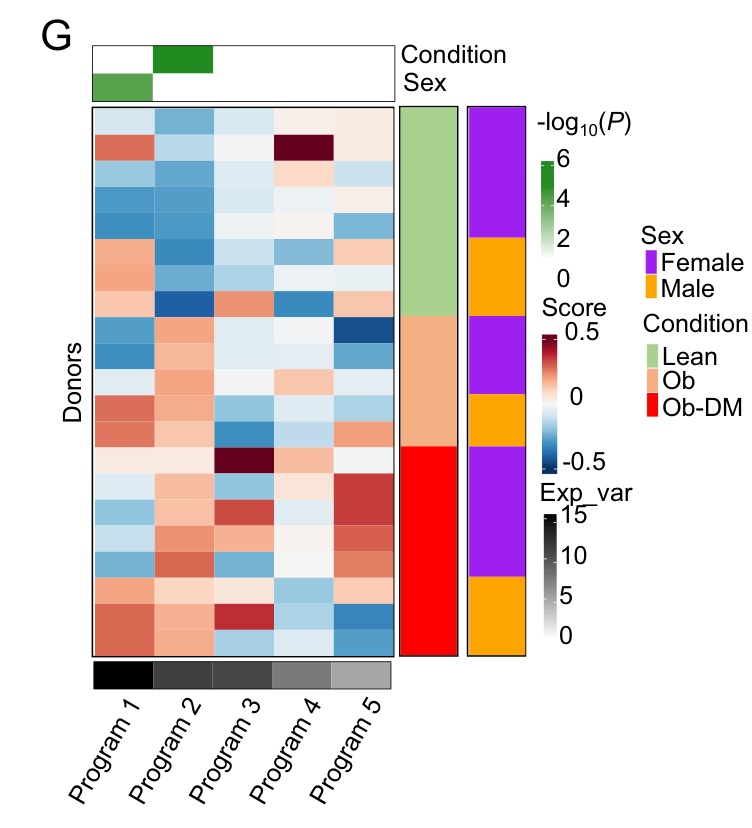 G
Condition
Sex
-log10(P)
6
4
2
0
Score
0.5
0
-0.5
Exp_var
15
10
5
0
Sex
Female
Male
Condition
Lean
Ob
Ob-DM
Donors
Program 1
Program 2
Program 3
Program 4
Program 5